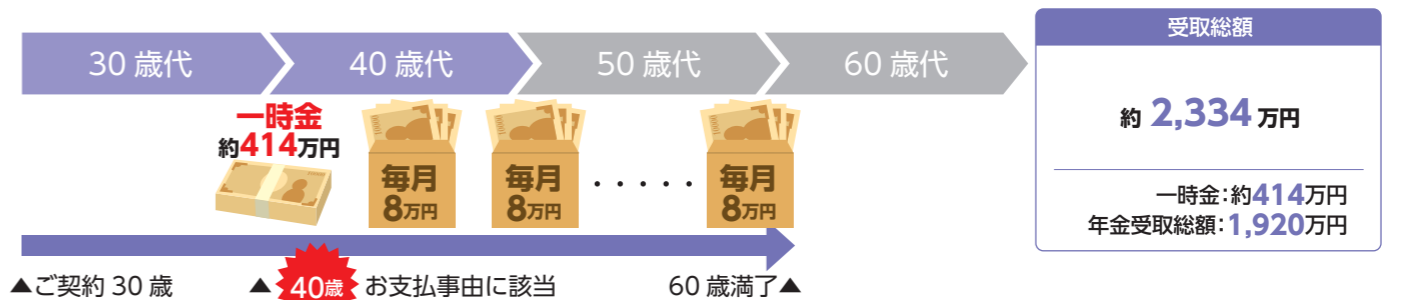 30 歳代
40 歳代
50 歳代
60 歳代
一時金
約414万円
毎月
8万円
毎月
8万円
・・・・・
毎月
8万円
▲ご契約 30 歳
▲ 40歳 お支払事由に該当
60 歳満了▲
受取総額
約 2,334 万円
一時金:約414万円
年金受取総額:1,920万円